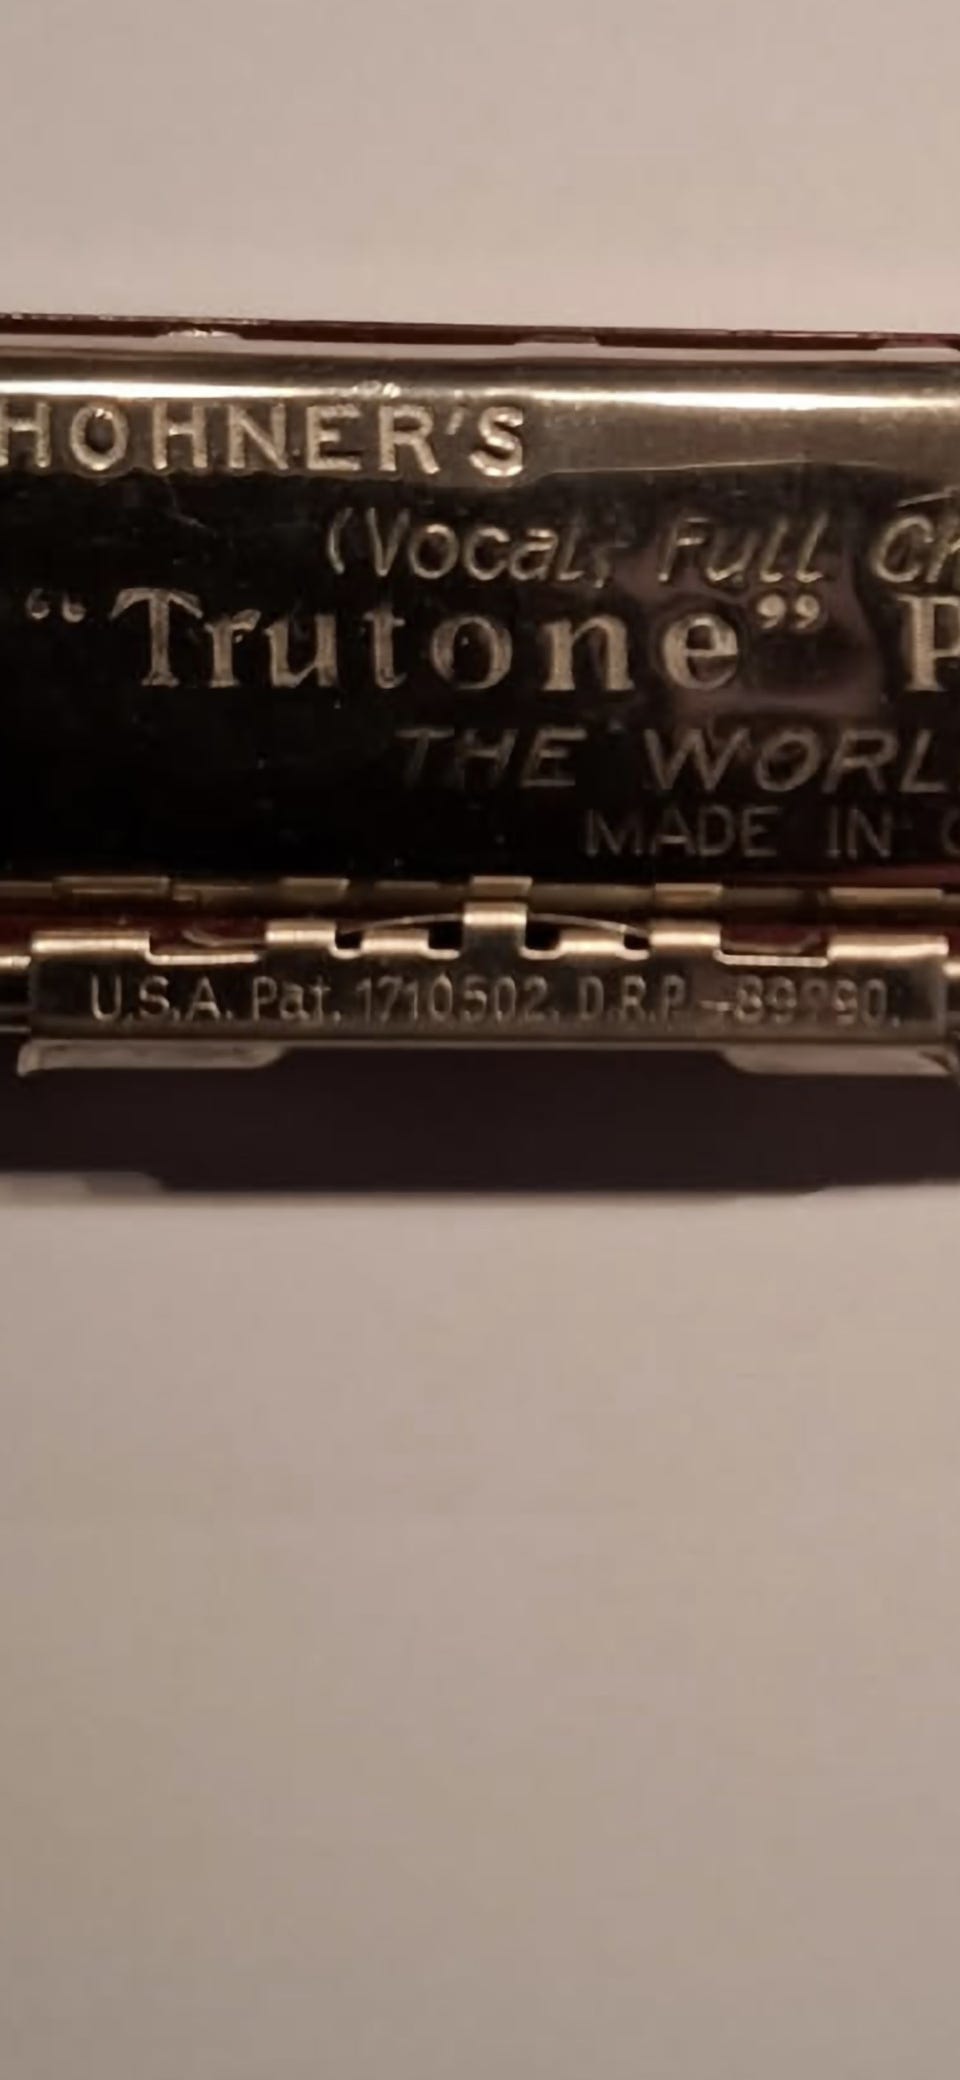 HOHNER'S
(Vocal, Full
"Trutone"
THE
MADE IN
U.S.A. Pat. 1710502. D.R.P.